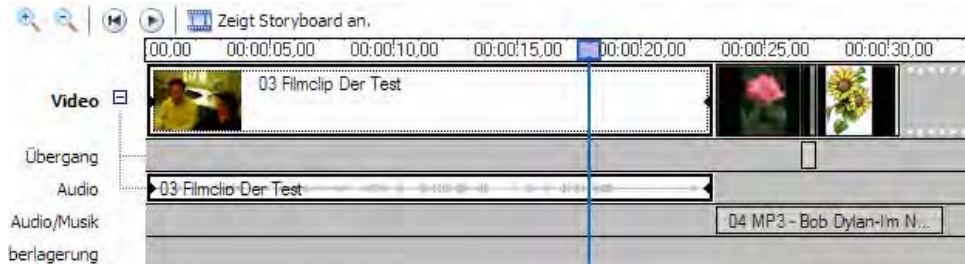 Zeigt Storyboard an.
00,00 00:00:05,00 00:00:10,00 00:00:15,00 00:00:20,00 00:00:25,00 00:00:30,00
Video
03 Filmclip Der Test
Übergang
Audio
03 Filmclip Der Test
Audio/Musik
04 MP3 - Bob Dylan-I'm N...
berlagerung